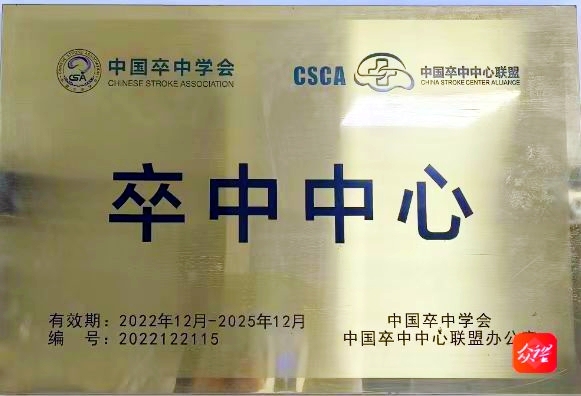 中国卒中学会
CHINESE STROKE ASSOCIATION
CSCA
中国卒中中心联盟
CHINA STROKE CENTER ALLIANCE
卒中中心
有效期：2022年12月-2025年12月
编 号：2022122115
中国卒中学会
中国卒中中心联盟办公